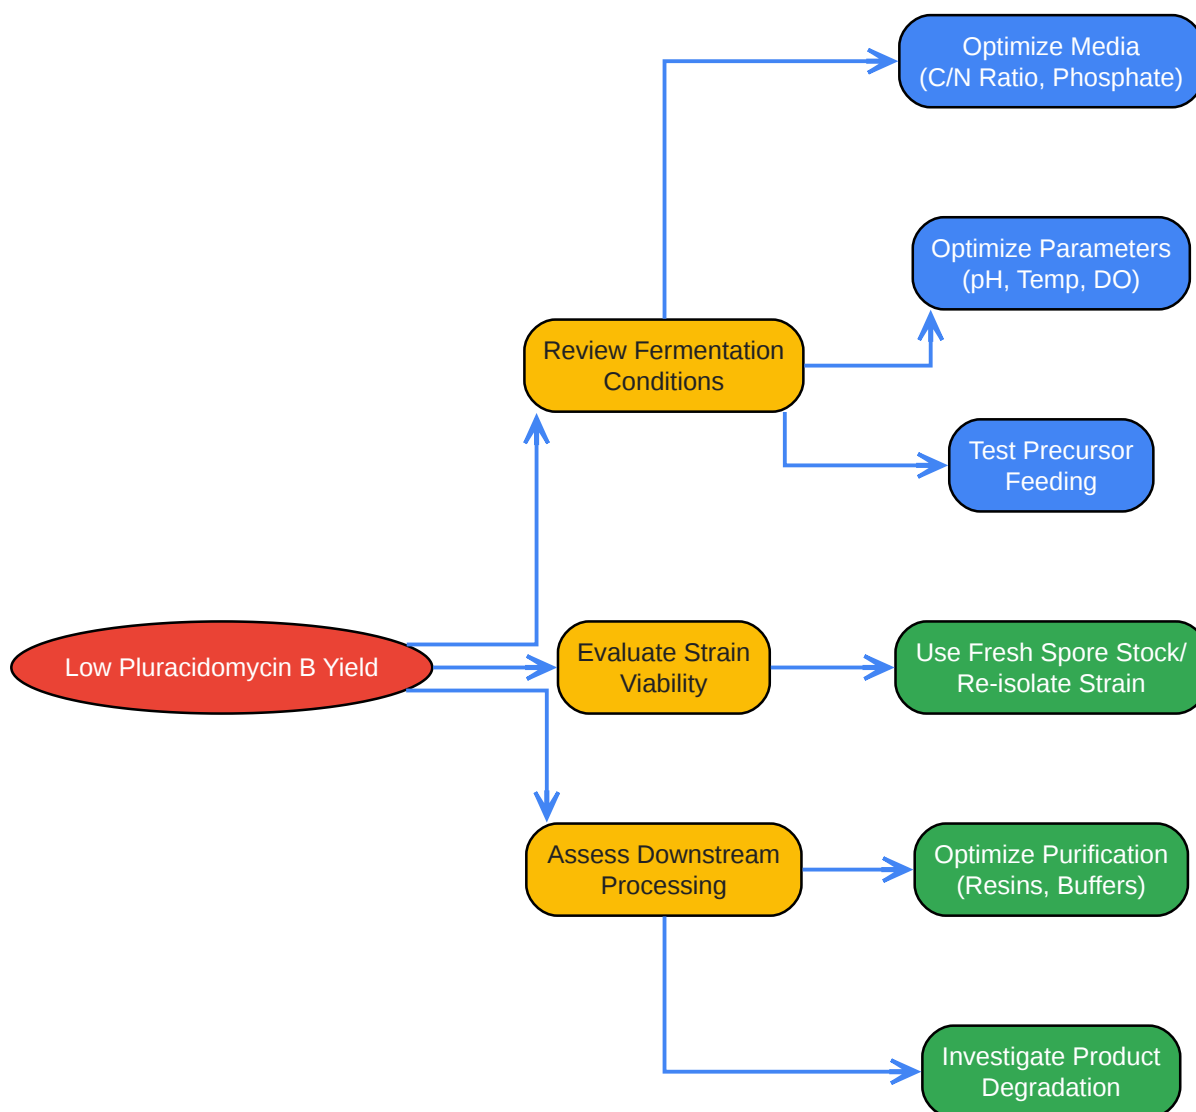 Optimize Media
(C/N Ratio, Phosphate)
Optimize Parameters
(pH, Temp, DO)
Review Fermentation
Conditions
Test Precursor
Feeding
Low Pluracidomycin B Yield
Evaluate Strain
Viability
Use Fresh Spore Stock/
Re-isolate Strain
Assess Downstream
Processing
Optimize Purification
(Resins, Buffers)
Investigate Product
Degradation